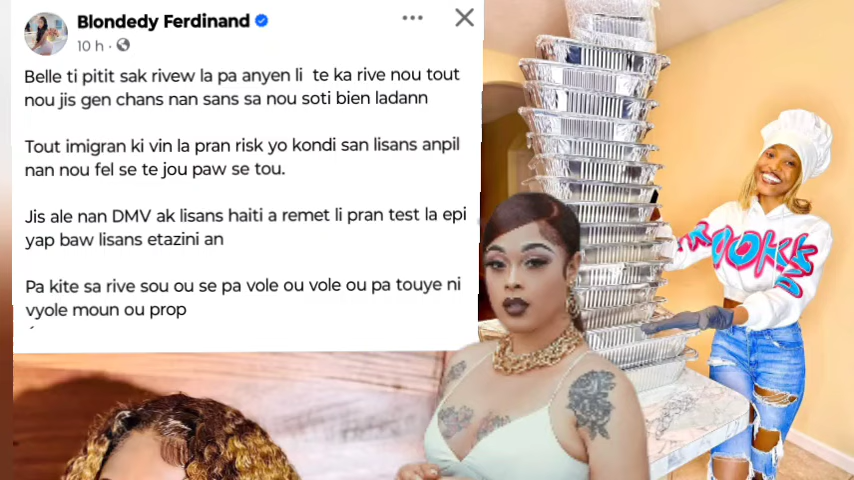 Blondedy Ferdinand
10 h ·
Belle ti pitit sak rivew la pa anyen li te ka rive nou tout
nou jis gen chans nan sans sa nou soti bien ladann
Tout imigran ki vin la pran risk yo kondi san lisans anpil
nan nou fel se te jou paw se tou.
Jis ale nan DMV ak lisans haiti a remet li pran test la epi
yap baw lisans etazini an
Pa kite sa rive sou ou se pa vole ou vole ou pa touye ni
vyole moun ou prop